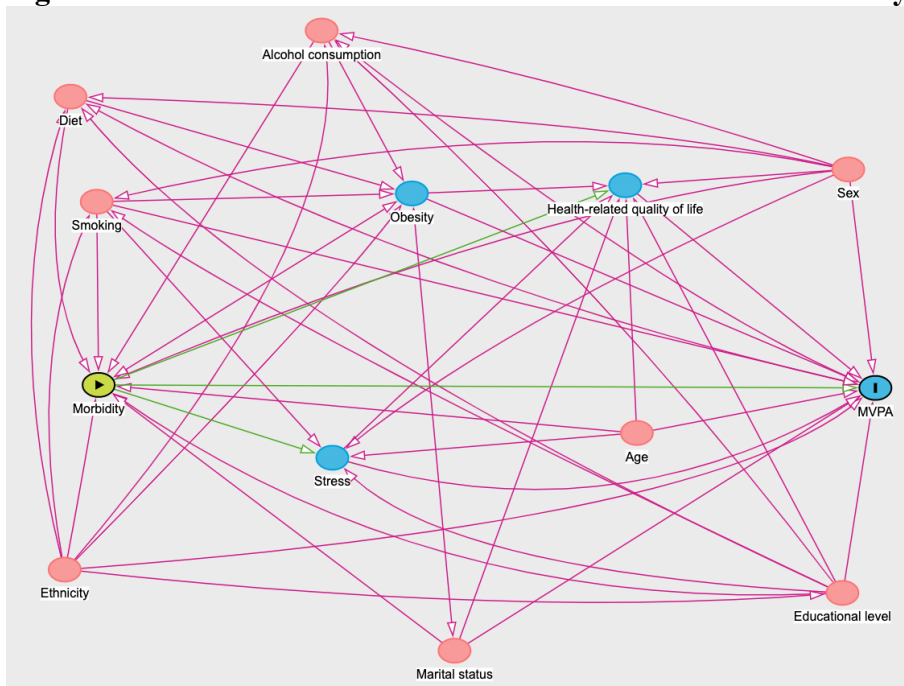 Alcohol consumption
Diet
Sex
Smoking
Obesity
Health-related quality of life
Morbidity
MVPA
Age
Stress
Ethnicity
Educational level
Marital status